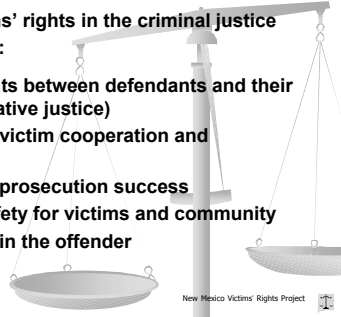 ns' rights in the criminal justice
:
ts between defendants and their
ative justice)
victim cooperation and
prosecution success
fety for victims and community
in the offender
New Mexico Victims' Rights Project